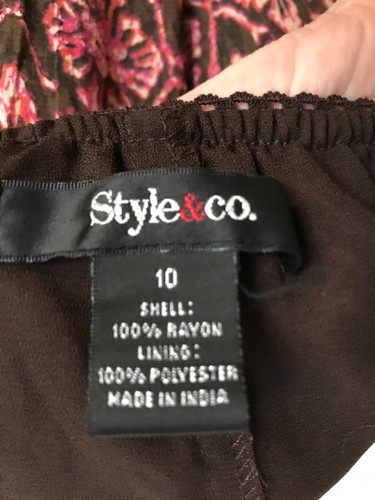 Style&co.
10
SHELL:
100% RAYON
LINING:
100% POLYESTER
MADE IN INDIA